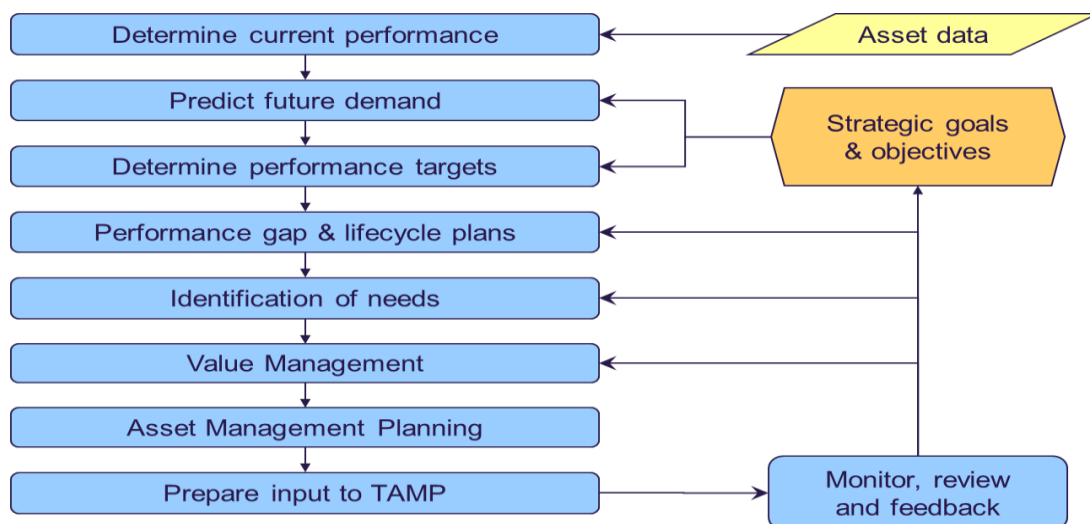 Determine current performance
Asset data
Predict future demand
Strategic goals
& objectives
Determine performance targets
Performance gap & lifecycle plans
Identification of needs
Value Management
Asset Management Planning
Prepare input to TAMP
Monitor, review
and feedback